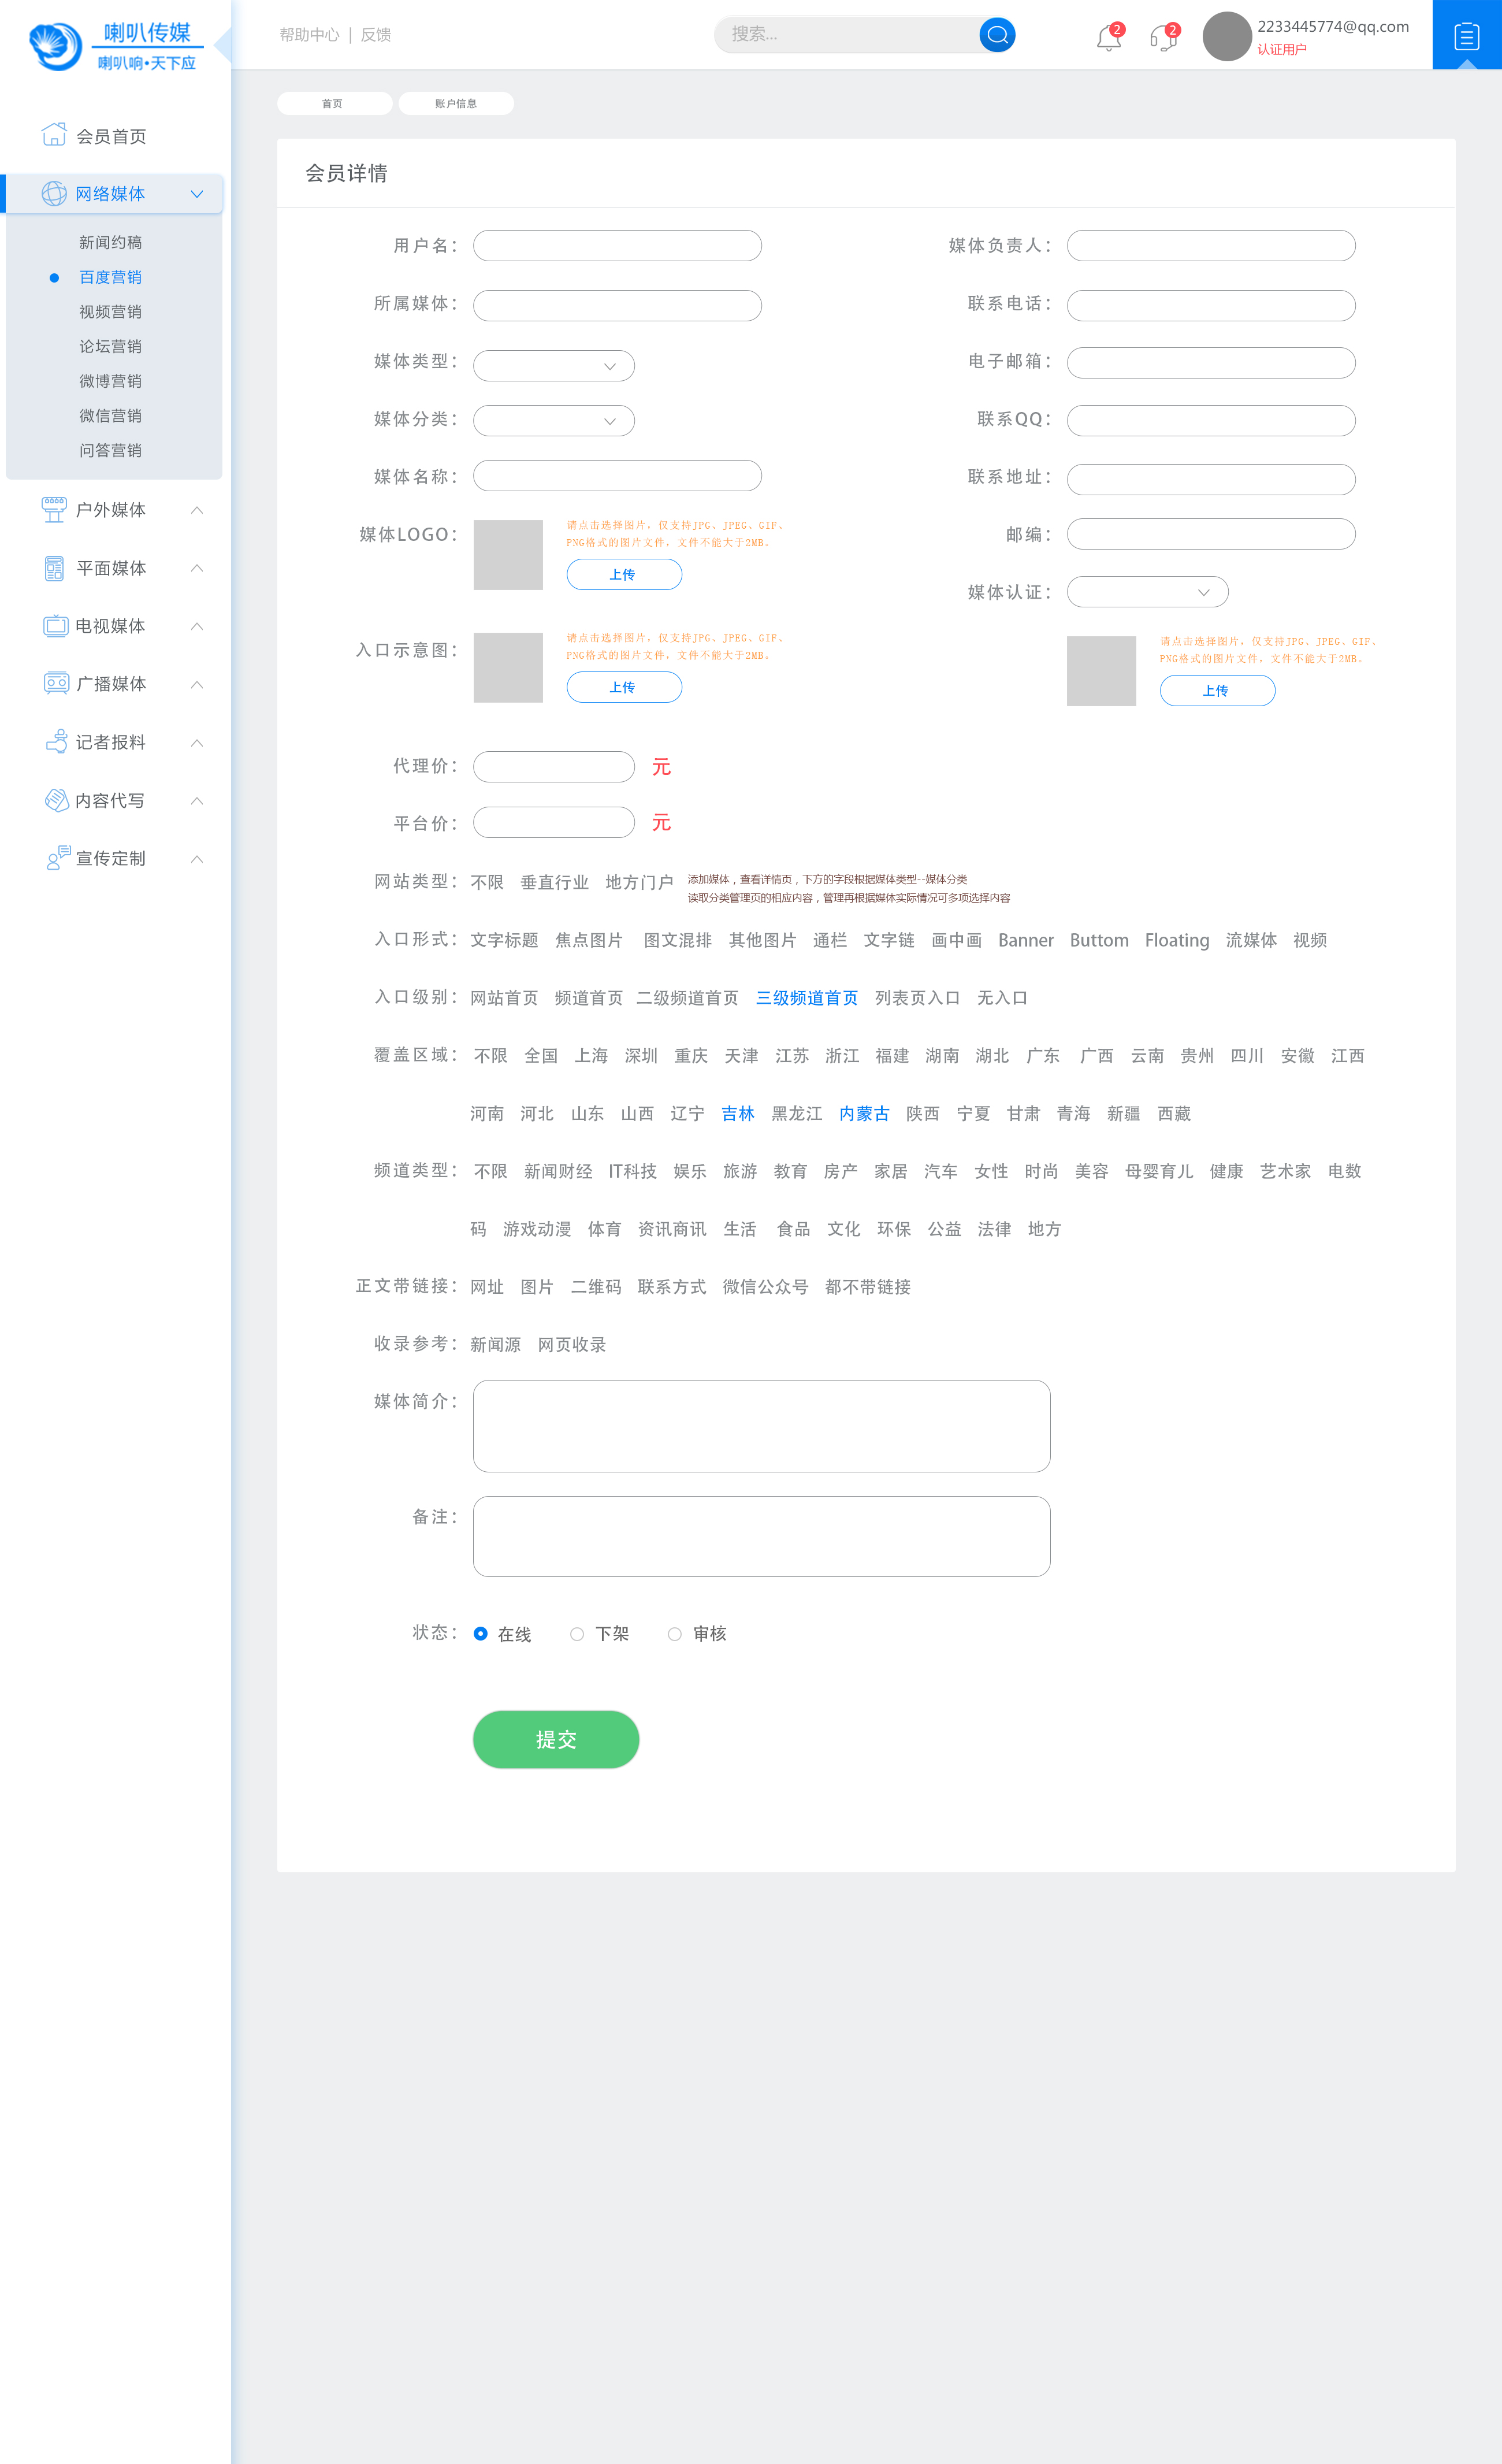 喇叭传媒
喇叭响•天下应
帮助中心 | 反馈
搜索...
2
2
2233445774@qq.com
认证用户
首页
账户信息
会员首页
网络媒体
新闻约稿
百度营销
视频营销
论坛营销
微博营销
微信营销
问答营销
户外媒体
平面媒体
电视媒体
广播媒体
记者报料
内容代写
宣传定制
会员详情
用户名：
媒体负责人：
所属媒体：
联系电话：
媒体类型：
电子邮箱：
媒体分类：
联系QQ：
媒体名称：
联系地址：
媒体LOGO：
请点击选择图片，仅支持JPG、JPEG、GIF、
PNG格式的图片文件，文件不能大于2MB。
上传
邮编：
媒体认证：
入口示意图：
请点击选择图片，仅支持JPG、JPEG、GIF、
PNG格式的图片文件，文件不能大于2MB。
上传
请点击选择图片，仅支持JPG、JPEG、GIF、
PNG格式的图片文件，文件不能大于2MB。
上传
代理价： 元
平台价： 元
网站类型： 不限 垂直行业 地方门户
添加媒体，查看详情页，下方的字段根据媒体类型--媒体分类
读取分类管理页的相应内容，管理再根据媒体实际情况可多项选择内容
入口形式： 文字标题 焦点图片 图文混排 其他图片 通栏 文字链 画中画 Banner Buttom Floating 流媒体 视频
入口级别： 网站首页 频道首页 二级频道首页 三级频道首页 列表页入口 无入口
覆盖区域： 不限 全国 上海 深圳 重庆 天津 江苏 浙江 福建 湖南 湖北 广东 广西 云南 贵州 四川 安徽 江西
河南 河北 山东 山西 辽宁 吉林 黑龙江 内蒙古 陕西 宁夏 甘肃 青海 新疆 西藏
频道类型： 不限 新闻财经 IT科技 娱乐 旅游 教育 房产 家居 汽车 女性 时尚 美容 母婴育儿 健康 艺术家 电数
码 游戏动漫 体育 资讯商讯 生活 食品 文化 环保 公益 法律 地方
正文带链接： 网址 图片 二维码 联系方式 微信公众号 都不带链接
收录参考： 新闻源 网页收录
媒体简介：
备注：
状态： 在线 下架 审核
提交